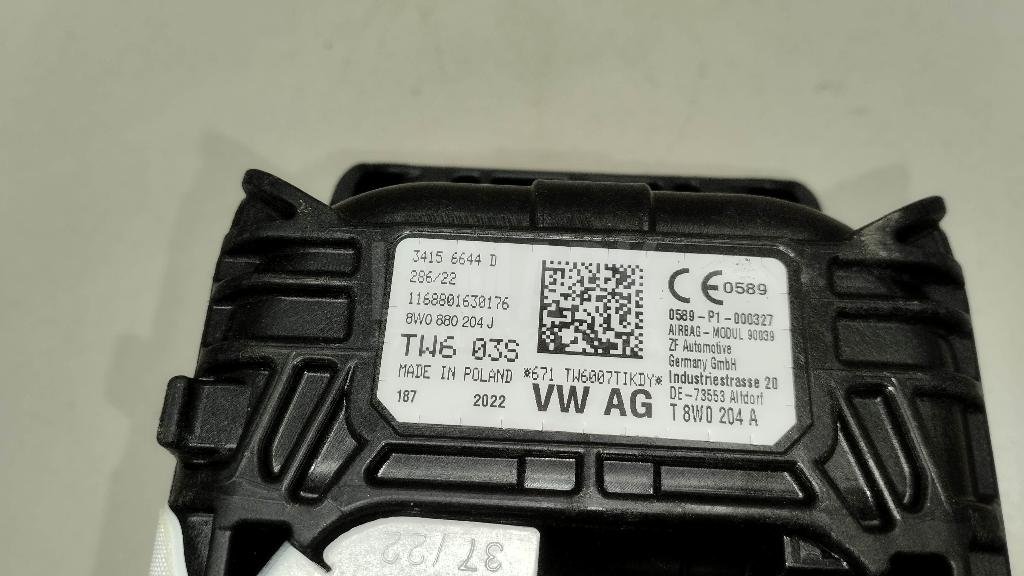 3415 6644 D
286/22
1168801630176
8W0 880 204 J
TW6 03S
MADE IN POLAND *671 TW6007TIKDY*
187 2022 VW AG
CE 0589
0589-P1-000327
AIRBAG-MODUL 90039
ZF Automotive
Germany GmbH
Industriestrasse 20
DE-73553 Alfdorf
T 8W0 204 A
37/22